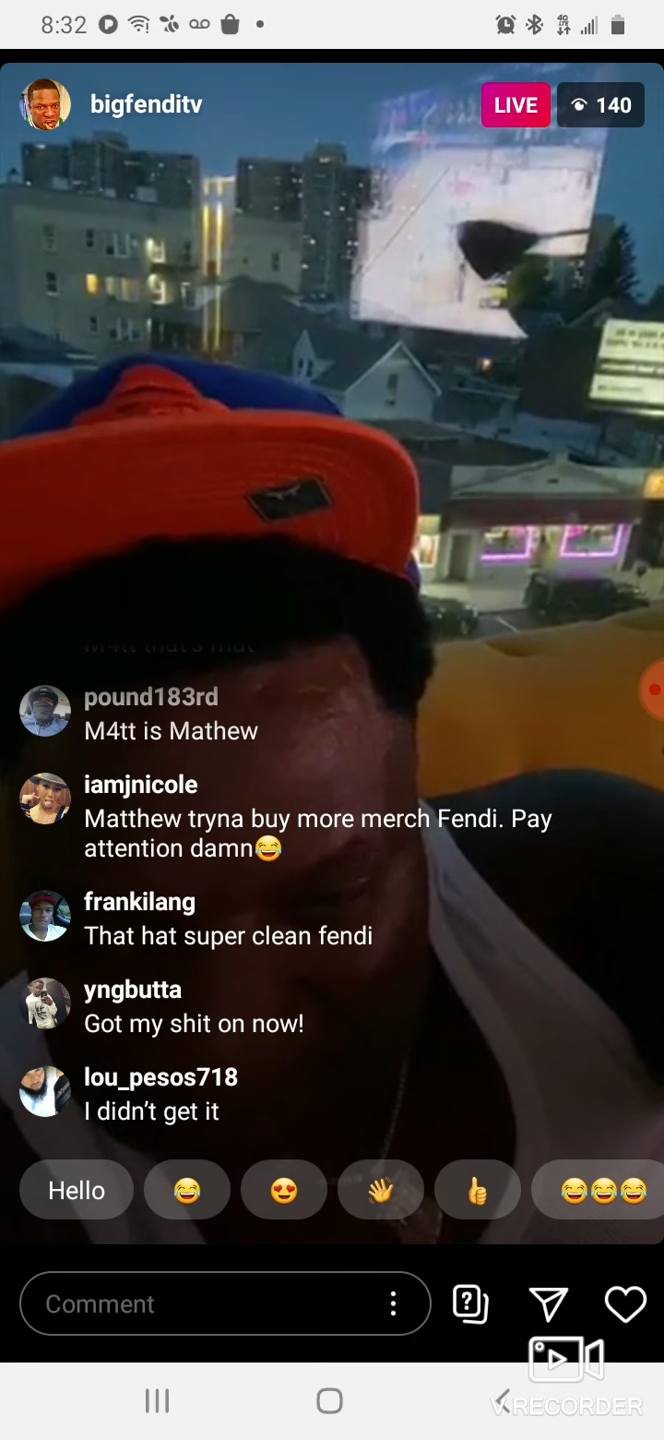 8:32
bigfenditv
LIVE
140
pound183rd
M4tt is Mathew
iamjnicole
Matthew tryna buy more merch Fendi. Pay
attention damn😂
frankilang
That hat super clean fendi
yngbutta
Got my shit on now!
lou_pesos718
I didn’t get it
Hello
😂
😍
👋
👍
😂😂😂
Comment
V RECORDER